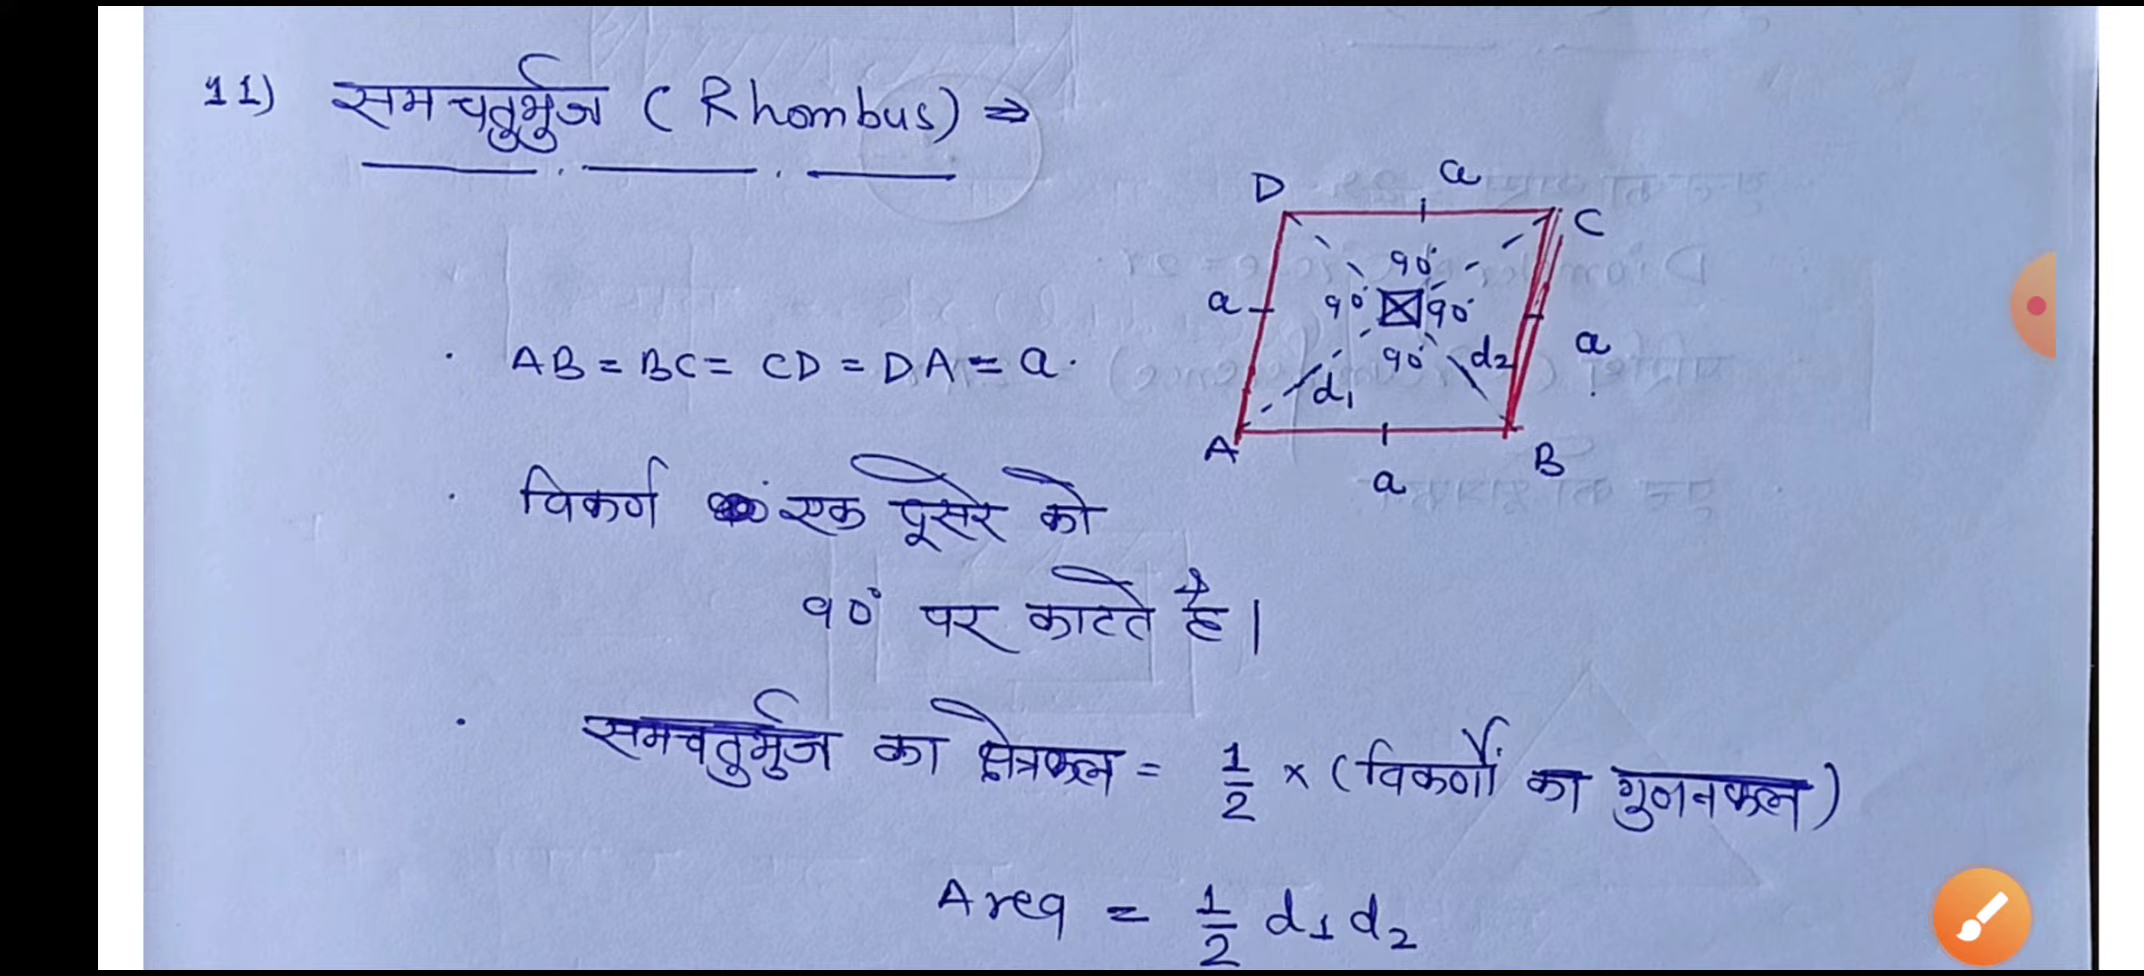 11) समचतुर्भुज ( Rhombus) ⇒
D a C
90°
a 90° 90°
90° d2 a
d1
A a B
· AB = BC = CD = DA = a.
· विकर्ण एक दूसरे को
90° पर काटते है।
· समचतुर्भुज का क्षेत्रफल = 1/2 × (विकर्णों का गुणनफल)
Area = 1/2 d1 d2